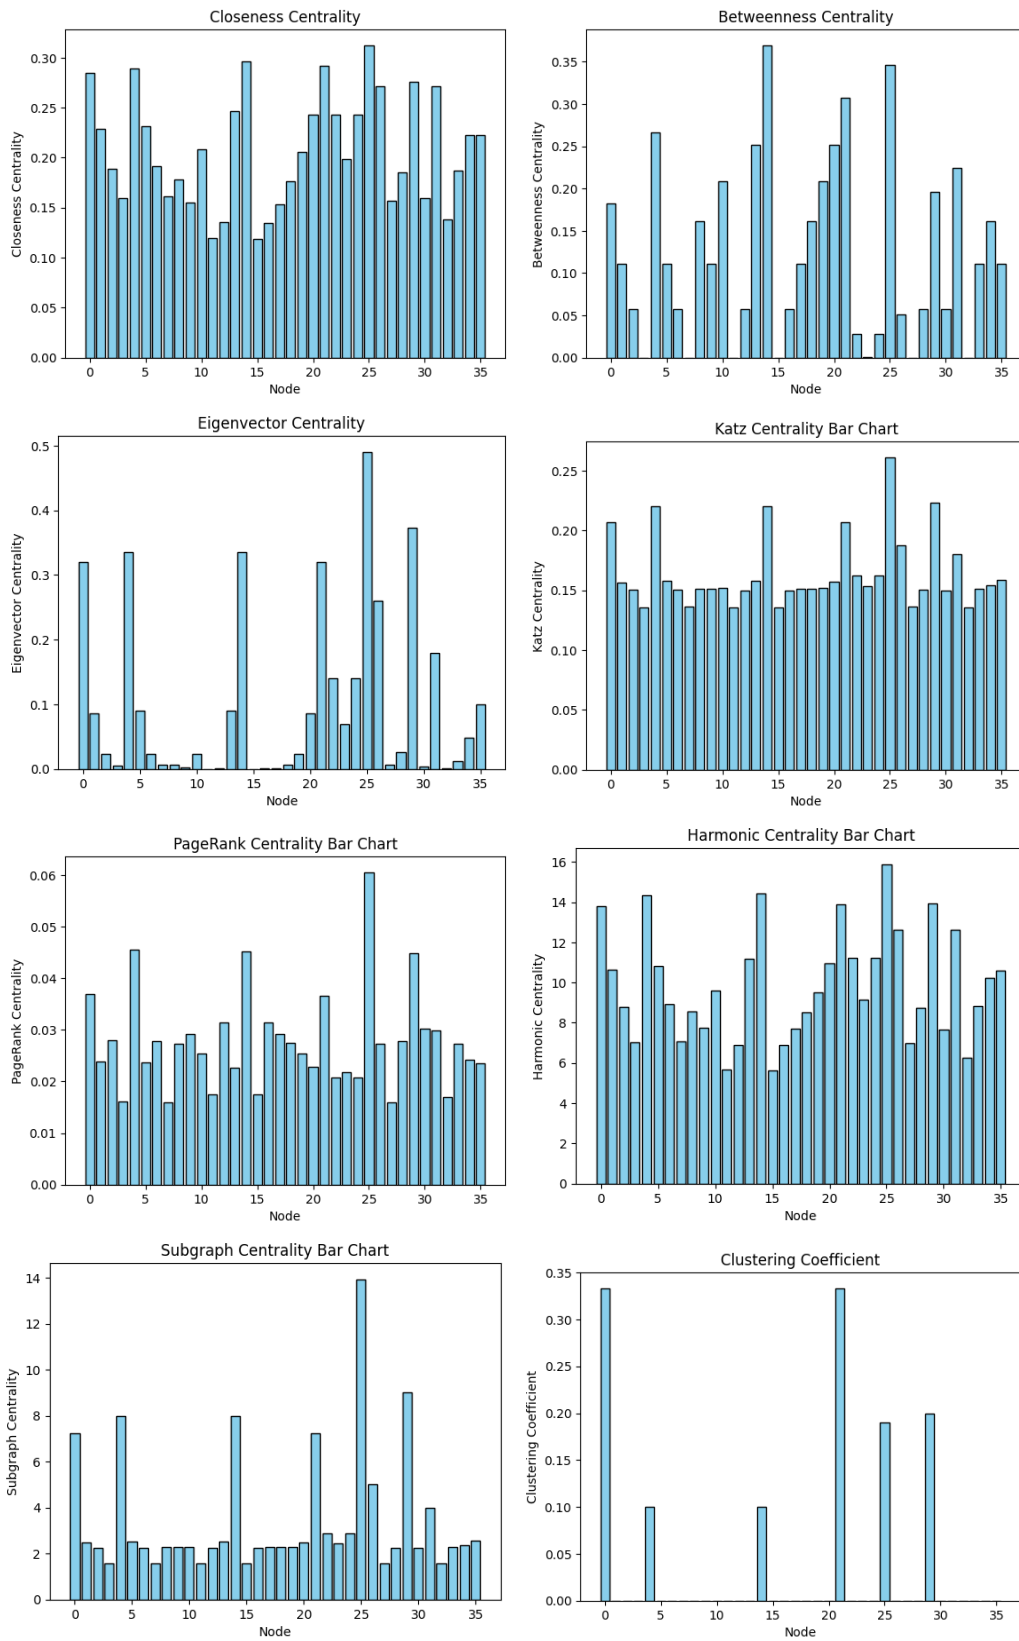 Closeness Centrality
Closeness Centrality
0.30
0.25
0.20
0.15
0.10
0.05
0.00
0 5 10 15 20 25 30 35
Node
Betweenness Centrality
Betweenness Centrality
0.35
0.30
0.25
0.20
0.15
0.10
0.05
0.00
0 5 10 15 20 25 30 35
Node
Eigenvector Centrality
Eigenvector Centrality
0.5
0.4
0.3
0.2
0.1
0.0
0 5 10 15 20 25 30 35
Node
Katz Centrality Bar Chart
Katz Centrality
0.25
0.20
0.15
0.10
0.05
0.00
0 5 10 15 20 25 30 35
Node
PageRank Centrality Bar Chart
PageRank Centrality
0.06
0.05
0.04
0.03
0.02
0.01
0.00
0 5 10 15 20 25 30 35
Node
Harmonic Centrality Bar Chart
Harmonic Centrality
16
14
12
10
8
6
4
2
0
0 5 10 15 20 25 30 35
Node
Subgraph Centrality Bar Chart
Subgraph Centrality
14
12
10
8
6
4
2
0
0 5 10 15 20 25 30 35
Node
Clustering Coefficient
Clustering Coefficient
0.35
0.30
0.25
0.20
0.15
0.10
0.05
0.00
0 5 10 15 20 25 30 35
Node